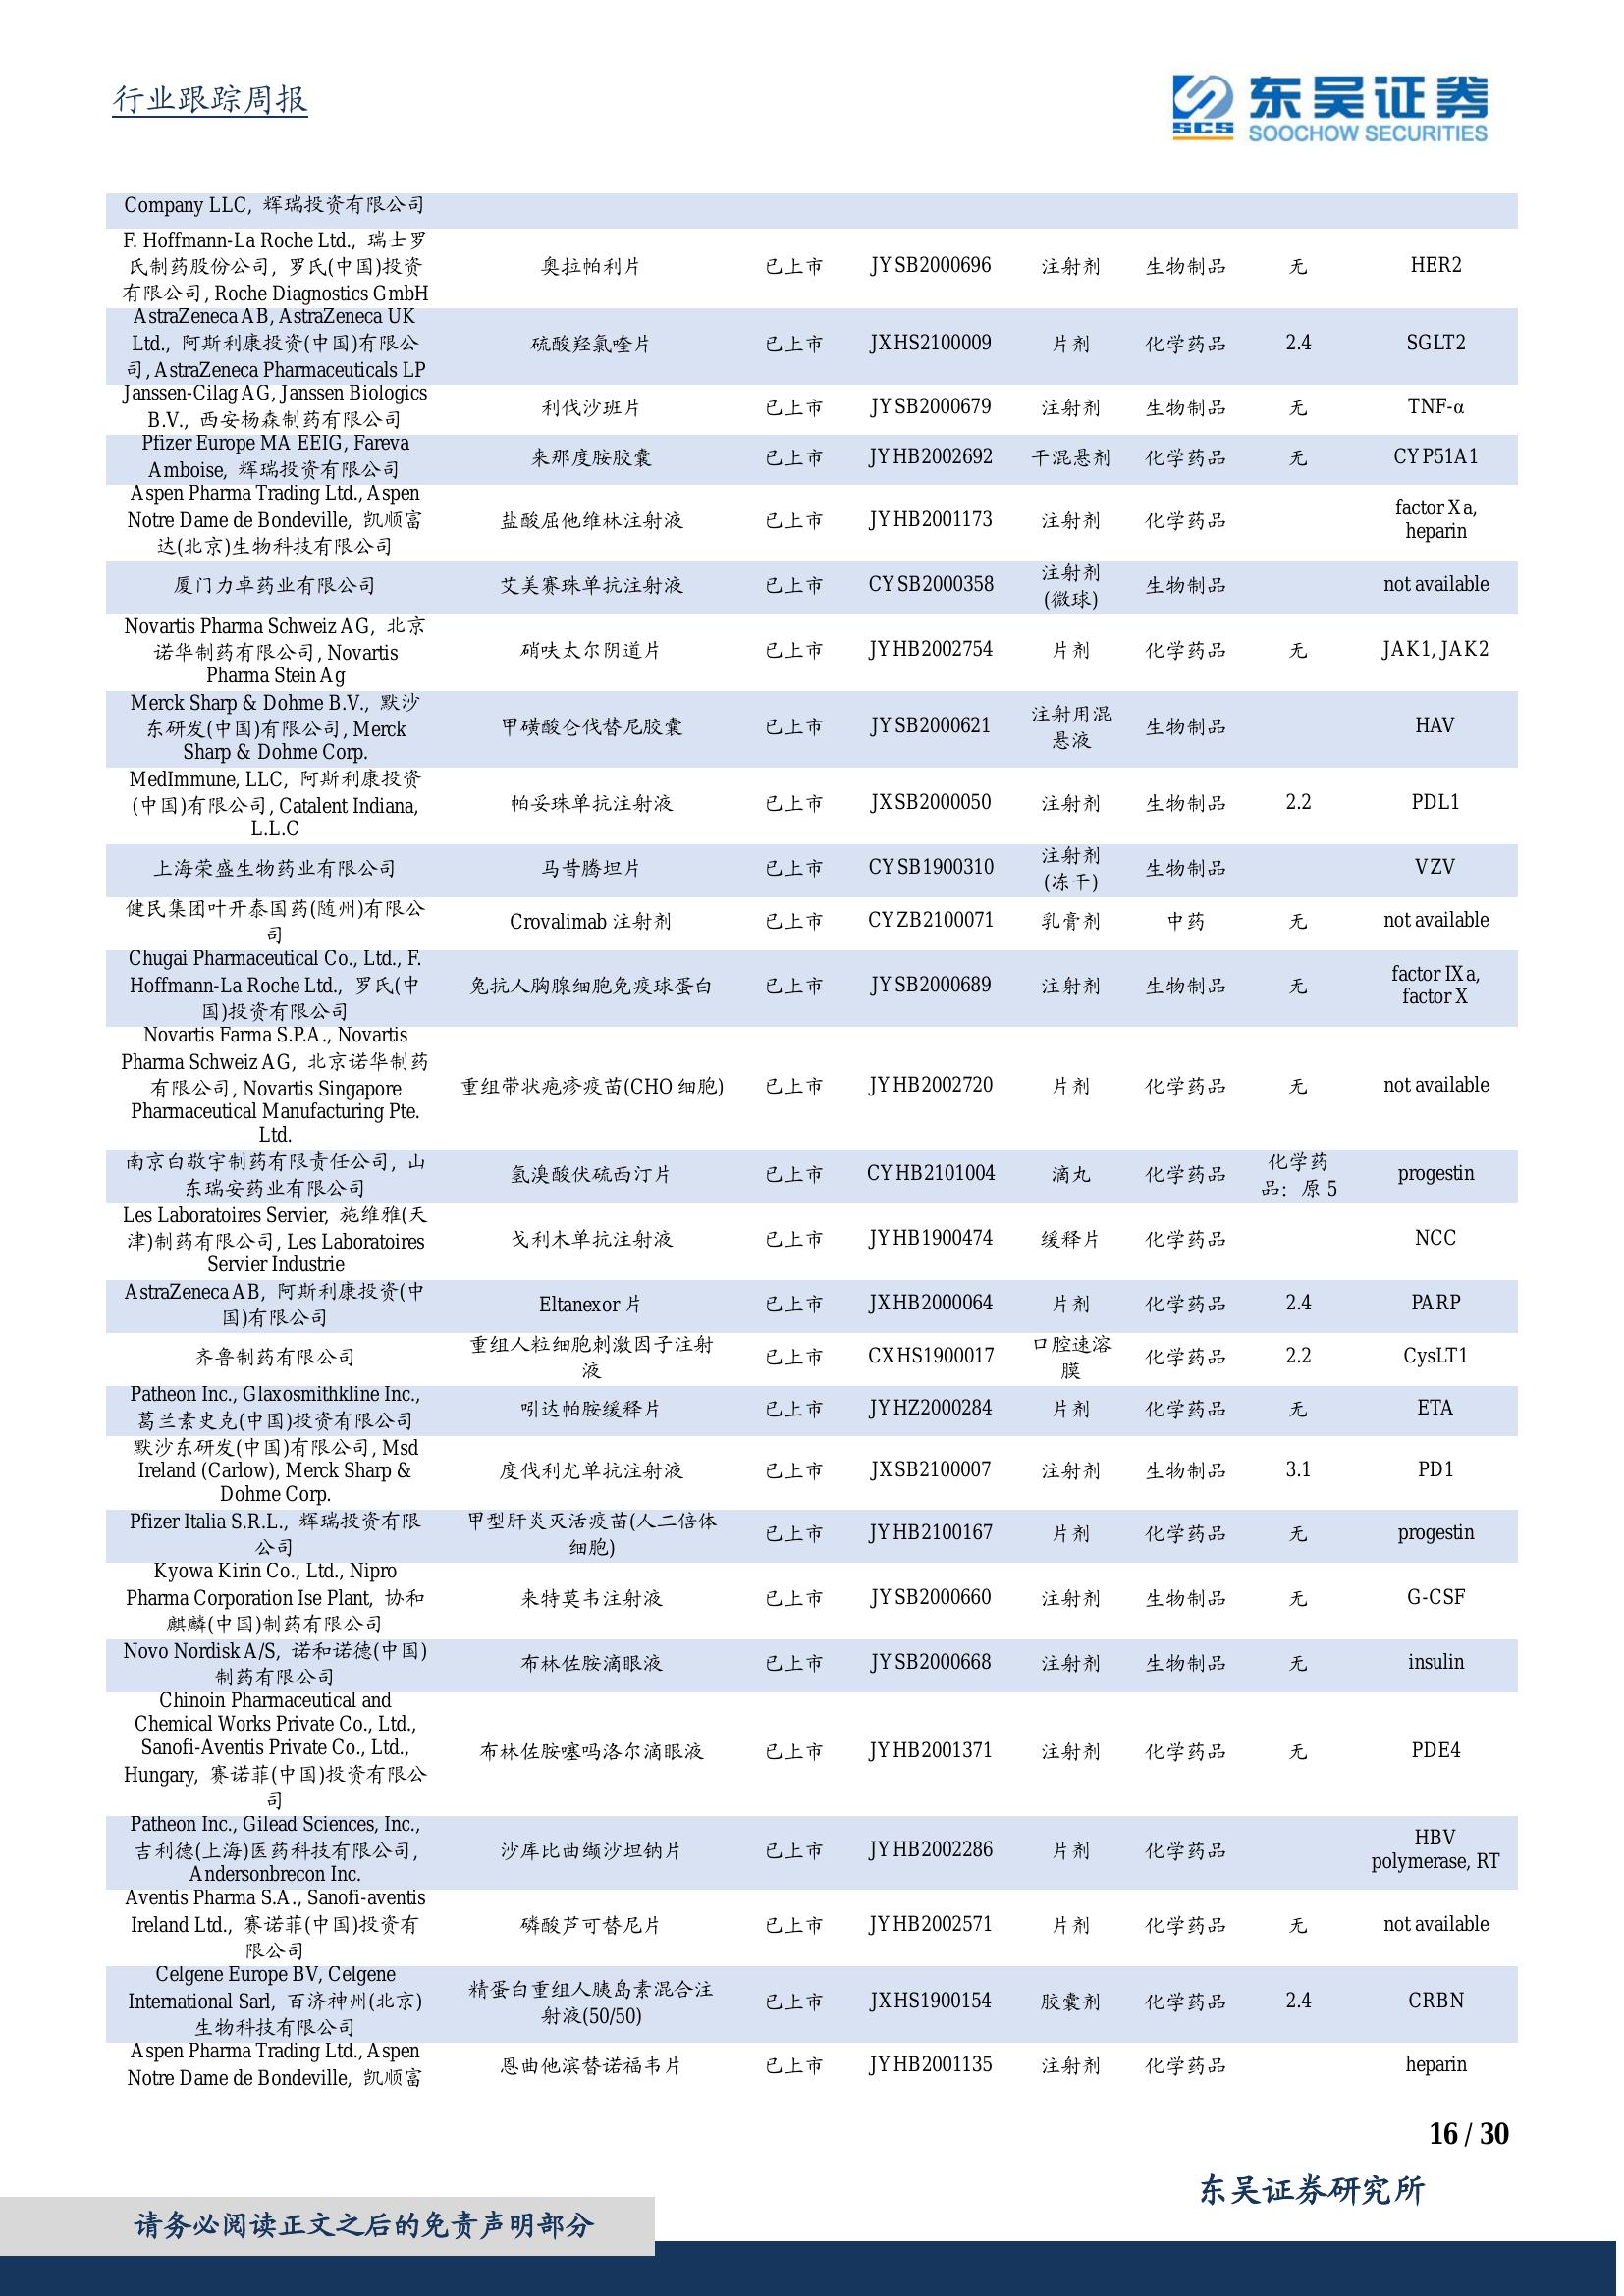 行业跟踪周报
SCS
东吴证券
SOOCHOW SECURITIES
Company LLC, 辉瑞投资有限公司
F. Hoffmann-La Roche Ltd., 瑞士罗
氏制药股份公司, 罗氏(中国)投资
有限公司, Roche Diagnostics GmbH
奥拉帕利片 已上市 JYSB2000696 注射剂 生物制品 无 HER2
AstraZeneca AB, AstraZeneca UK
Ltd., 阿斯利康投资(中国)有限公
司, AstraZeneca Pharmaceuticals LP
硫酸羟氯喹片 已上市 JXHS2100009 片剂 化学药品 2.4 SGLT2
Janssen-Cilag AG, Janssen Biologics
B.V., 西安杨森制药有限公司
利伐沙班片 已上市 JYSB2000679 注射剂 生物制品 无 TNF-α
Pfizer Europe MA EEIG, Fareva
Amboise, 辉瑞投资有限公司
来那度胺胶囊 已上市 JYHB2002692 干混悬剂 化学药品 无 CYP51A1
Aspen Pharma Trading Ltd., Aspen
Notre Dame de Bondeville, 凯顺富
达(北京)生物科技有限公司
盐酸屈他维林注射液 已上市 JYHB2001173 注射剂 化学药品
factor Xa,
heparin
厦门力卓药业有限公司 艾美赛珠单抗注射液 已上市 CYSB2000358
注射剂
(微球)
生物制品 not available
Novartis Pharma Schweiz AG, 北京
诺华制药有限公司, Novartis
Pharma Stein Ag
硝呋太尔阴道片 已上市 JYHB2002754 片剂 化学药品 无 JAK1, JAK2
Merck Sharp & Dohme B.V., 默沙
东研发(中国)有限公司, Merck
Sharp & Dohme Corp.
甲磺酸仑伐替尼胶囊 已上市 JYSB2000621
注射用混
悬液
生物制品 HAV
MedImmune, LLC, 阿斯利康投资
(中国)有限公司, Catalent Indiana,
L.L.C
帕妥珠单抗注射液 已上市 JXSB2000050 注射剂 生物制品 2.2 PDL1
上海荣盛生物药业有限公司 马昔腾坦片 已上市 CYSB1900310
注射剂
(冻干)
生物制品 VZV
健民集团叶开泰国药(随州)有限公
司
Crovalimab 注射剂 已上市 CYZB2100071 乳膏剂 中药 无 not available
Chugai Pharmaceutical Co., Ltd., F.
Hoffmann-La Roche Ltd., 罗氏(中
国)投资有限公司
兔抗人胸腺细胞免疫球蛋白 已上市 JYSB2000689 注射剂 生物制品 无
factor IXa,
factor X
Novartis Farma S.P.A., Novartis
Pharma Schweiz AG, 北京诺华制药
有限公司, Novartis Singapore
Pharmaceutical Manufacturing Pte.
Ltd.
重组带状疱疹疫苗(CHO 细胞) 已上市 JYHB2002720 片剂 化学药品 无 not available
南京白敬宇制药有限责任公司, 山
东瑞安药业有限公司
氢溴酸伏硫西汀片 已上市 CYHB2101004 滴丸 化学药品
化学药
品: 原 5
progestin
Les Laboratoires Servier, 施维雅(天
津)制药有限公司, Les Laboratoires
Servier Industrie
戈利木单抗注射液 已上市 JYHB1900474 缓释片 化学药品 NCC
AstraZeneca AB, 阿斯利康投资(中
国)有限公司
Eltanexor 片 已上市 JXHB2000064 片剂 化学药品 2.4 PARP
齐鲁制药有限公司
重组人粒细胞刺激因子注射
液
已上市 CXHS1900017
口腔速溶
膜
化学药品 2.2 CysLT1
Patheon Inc., Glaxosmithkline Inc.,
葛兰素史克(中国)投资有限公司
吲达帕胺缓释片 已上市 JYHZ2000284 片剂 化学药品 无 ETA
默沙东研发(中国)有限公司, Msd
Ireland (Carlow), Merck Sharp &
Dohme Corp.
度伐利尤单抗注射液 已上市 JXSB2100007 注射剂 生物制品 3.1 PD1
Pfizer Italia S.R.L., 辉瑞投资有限
公司
甲型肝炎灭活疫苗(人二倍体
细胞)
已上市 JYHB2100167 片剂 化学药品 无 progestin
Kyowa Kirin Co., Ltd., Nipro
Pharma Corporation Ise Plant, 协和
麒麟(中国)制药有限公司
来特莫韦注射液 已上市 JYSB2000660 注射剂 生物制品 无 G-CSF
Novo Nordisk A/S, 诺和诺德(中国)
制药有限公司
布林佐胺滴眼液 已上市 JYSB2000668 注射剂 生物制品 无 insulin
Chinoin Pharmaceutical and
Chemical Works Private Co., Ltd.,
Sanofi-Aventis Private Co., Ltd.,
Hungary, 赛诺菲(中国)投资有限公
司
布林佐胺噻吗洛尔滴眼液 已上市 JYHB2001371 注射剂 化学药品 无 PDE4
Patheon Inc., Gilead Sciences, Inc.,
吉利德(上海)医药科技有限公司,
Andersonbrecon Inc.
沙库比曲缬沙坦钠片 已上市 JYHB2002286 片剂 化学药品
HBV
polymerase, RT
Aventis Pharma S.A., Sanofi-aventis
Ireland Ltd., 赛诺菲(中国)投资有
限公司
磷酸芦可替尼片 已上市 JYHB2002571 片剂 化学药品 无 not available
Celgene Europe BV, Celgene
International Sarl, 百济神州(北京)
生物科技有限公司
精蛋白重组人胰岛素混合注
射液(50/50)
已上市 JXHS1900154 胶囊剂 化学药品 2.4 CRBN
Aspen Pharma Trading Ltd., Aspen
Notre Dame de Bondeville, 凯顺富
恩曲他滨替诺福韦片 已上市 JYHB2001135 注射剂 化学药品 heparin
16 / 30
东吴证券研究所
请务必阅读正文之后的免责声明部分